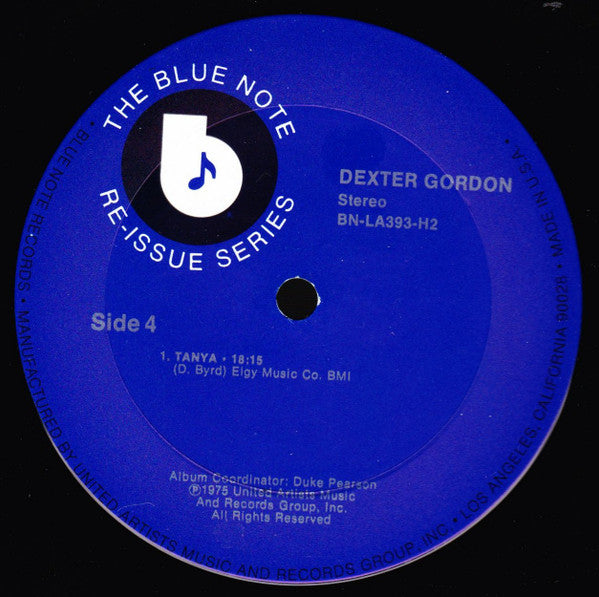 THE BLUE NOTE
RE-ISSUE SERIES
DEXTER GORDON
Stereo
BN-LA393-H2
Side 4
1. TANYA • 18:15
(D. Byrd) Elgy Music Co. BMI
Album Coordinator: Duke Pearson
℗1975 United Artists Music
And Records Group, Inc.
All Rights Reserved
• BLUE NOTE RECORDS • MANUFACTURED BY UNITED ARTISTS MUSIC AND RECORDS GROUP, INC. • LOS ANGELES, CALIFORNIA 90028 • MADE IN U.S.A. •